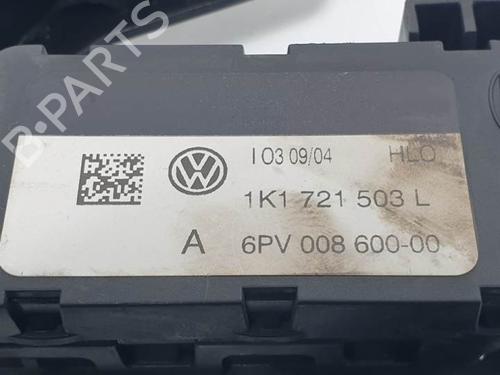 I 03 09/04 HLO
1K1 721 503 L
A 6PV 008 600-00
B-PARTS